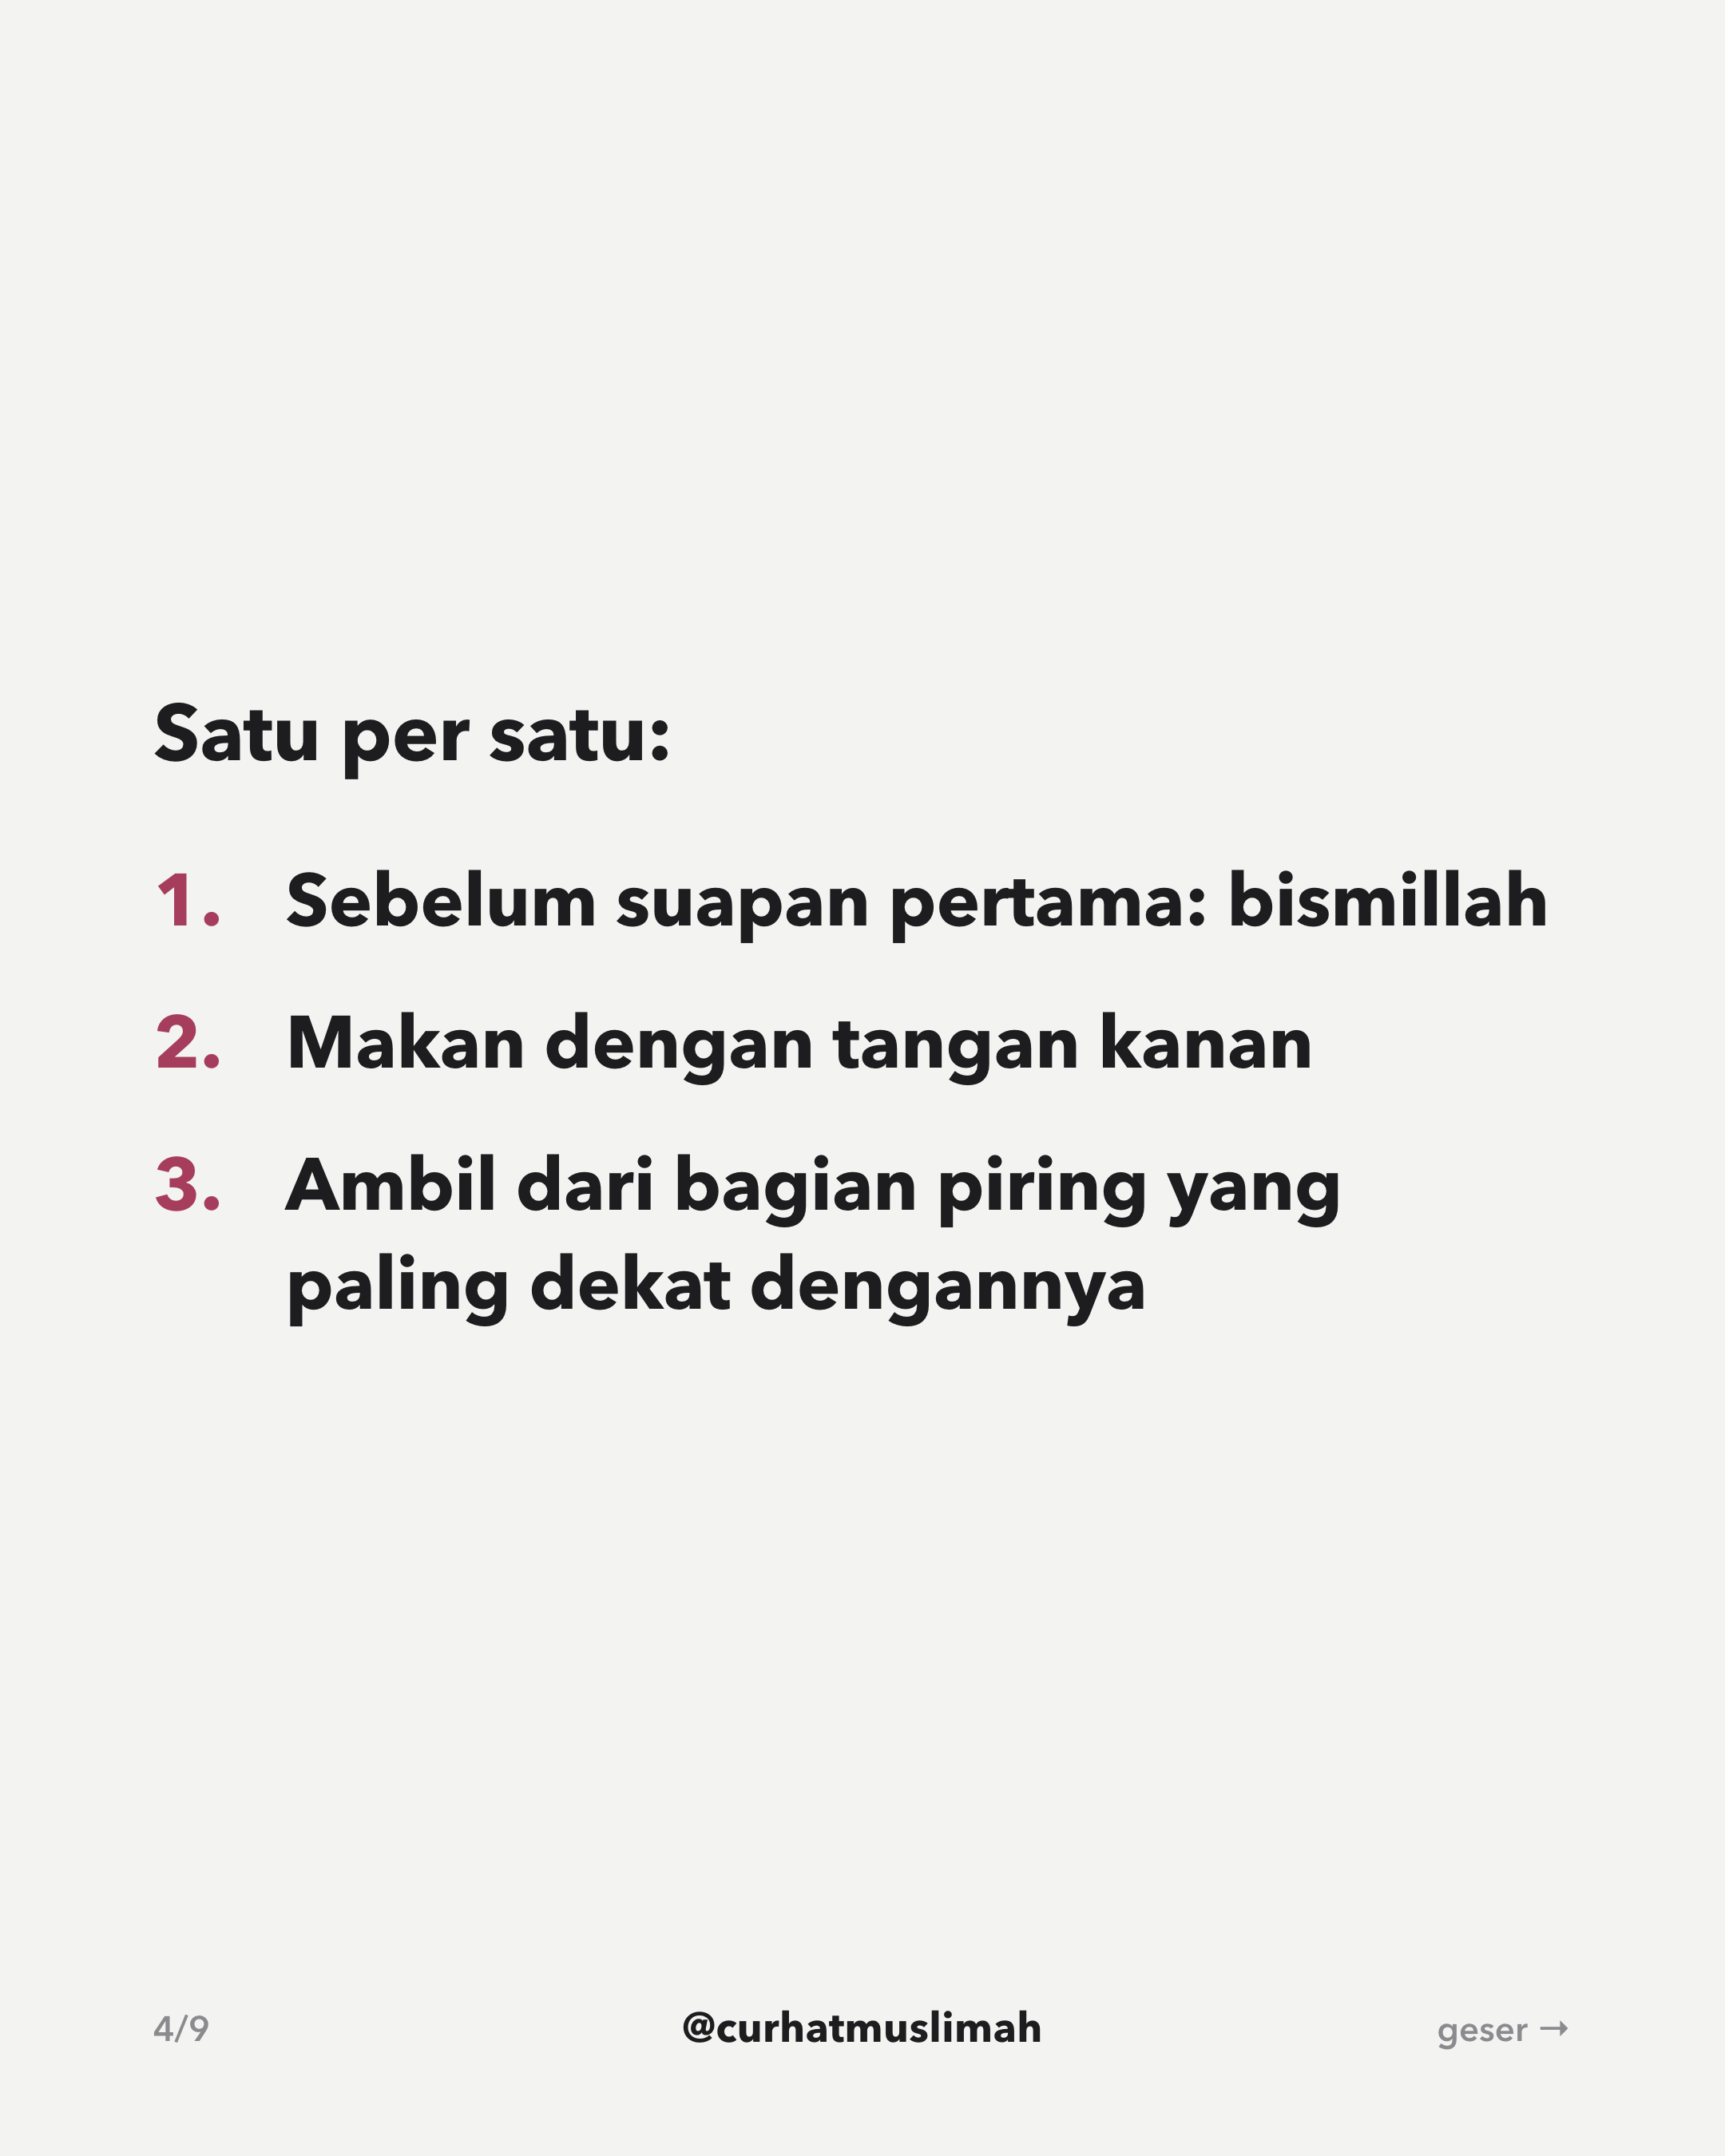 Satu per satu:
1. Sebelum suapan pertama: bismillah
2. Makan dengan tangan kanan
3. Ambil dari bagian piring yang
paling dekat dengannya
4/9
@curhatmuslimah
geser →